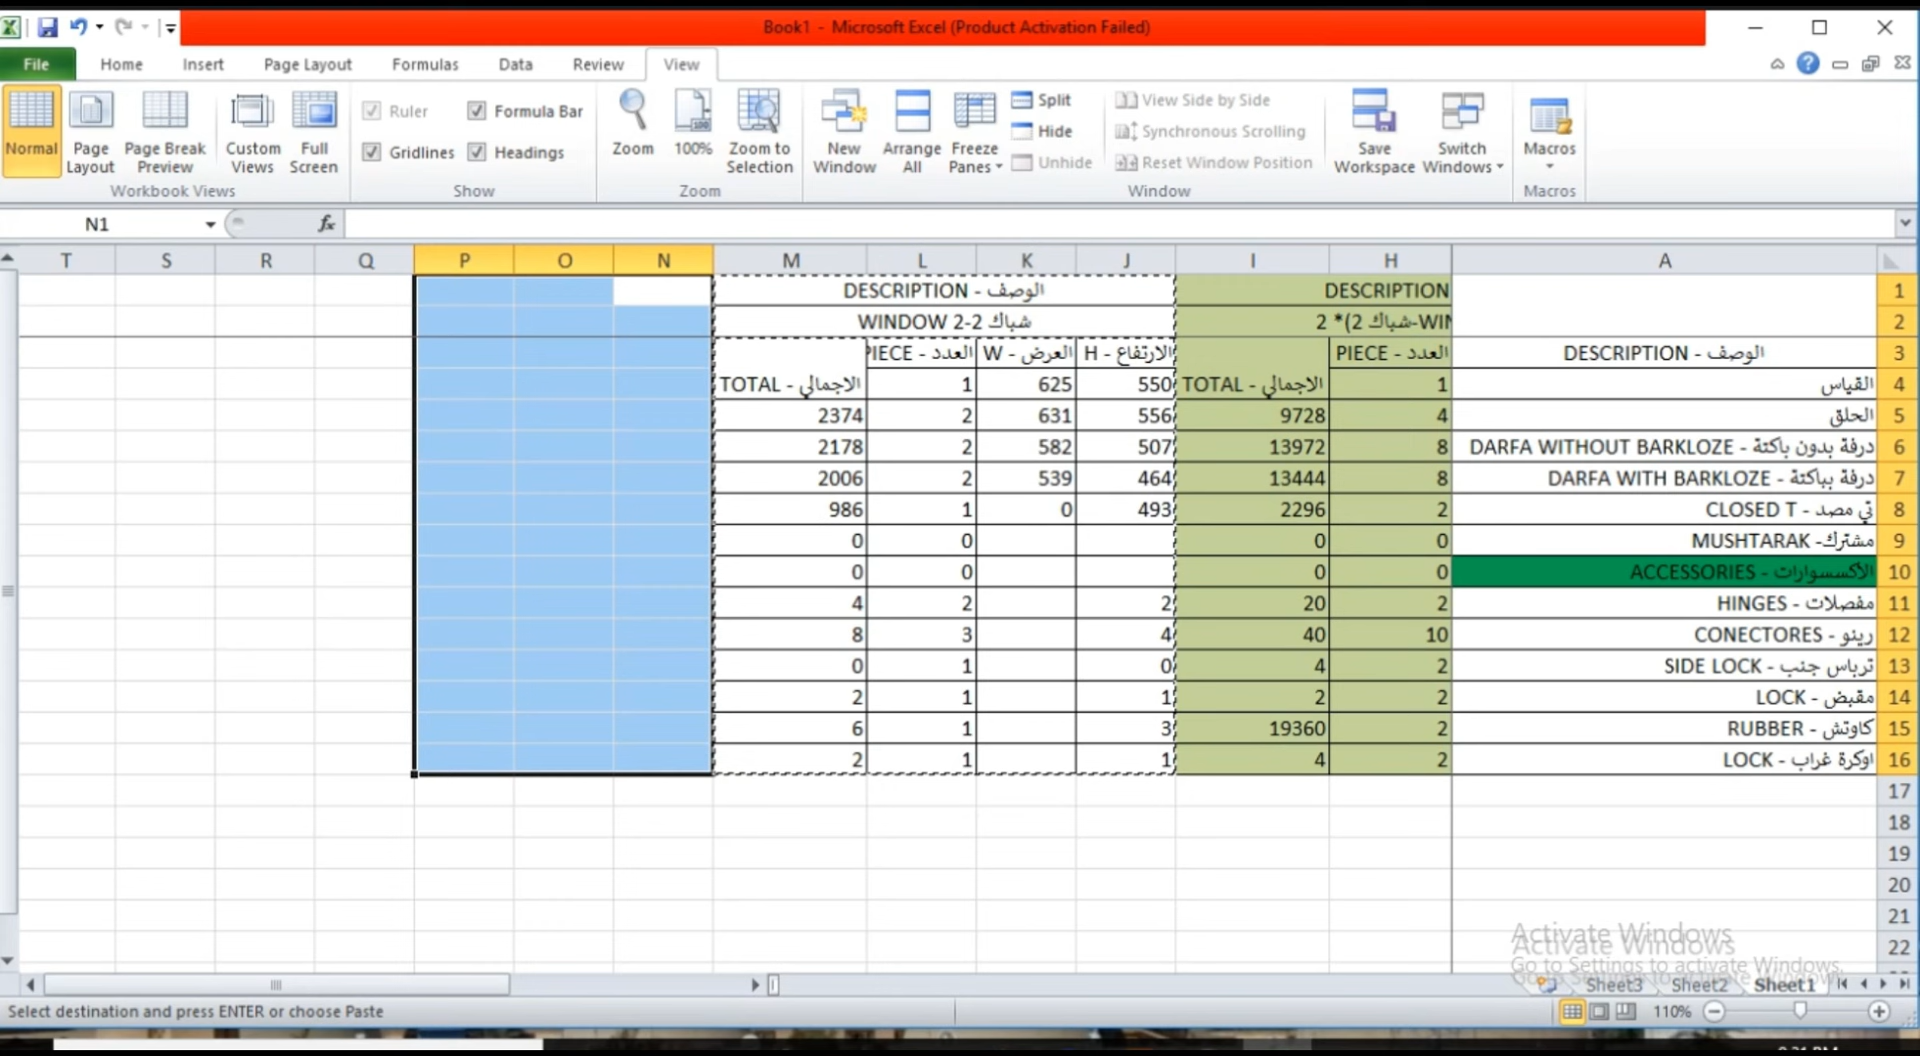 Book1 - Microsoft Excel (Product Activation Failed)
File Home Insert Page Layout Formulas Data Review View
Normal
Page Layout
Page Break Preview
Custom Views
Full Screen
Workbook Views
Ruler
Formula Bar
Gridlines
Headings
Show
Zoom
100%
Zoom to Selection
Zoom
New Window
Arrange All
Freeze Panes
Split
Hide
Unhide
View Side by Side
Synchronous Scrolling
Reset Window Position
Window
Save Workspace
Switch Windows
Macros
Macros
N1 fx
T S R Q P O N M L K J I H A
DESCRIPTION - الوصف DESCRIPTION 1
WINDOW 2-2 شباك 2 *(2 شباك-WIN 2
PIECE - العدد W - العرض H - الارتفاع PIECE - العدد DESCRIPTION - الوصف 3
TOTAL - الاجمالي 1 625 550 TOTAL - الاجمالي 1 القياس 4
2374 2 631 556 9728 4 الحلق 5
2178 2 582 507 13972 8 DARFA WITHOUT BARKLOZE - درفة بدون باكتة 6
2006 2 539 464 13444 8 DARFA WITH BARKLOZE - درفة بباكتة 7
986 1 0 493 2296 2 CLOSED T - تي مصد 8
0 0 0 0 MUSHTARAK -مشترك 9
0 0 0 0 ACCESSORIES - الأكسسوارات 10
4 2 2 20 2 HINGES - مفصلات 11
8 3 4 40 10 CONECTORES - رينو 12
0 1 0 4 2 SIDE LOCK - ترباس جنب 13
2 1 1 2 2 LOCK - مقبض 14
6 1 3 19360 2 RUBBER - كاوتش 15
2 1 1 4 2 LOCK - اوكرة غراب 16
17
18
19
20
21
22
Activate Windows
Go to Settings to activate Windows.
Sheet3 Sheet2 Sheet1
Select destination and press ENTER or choose Paste 110%